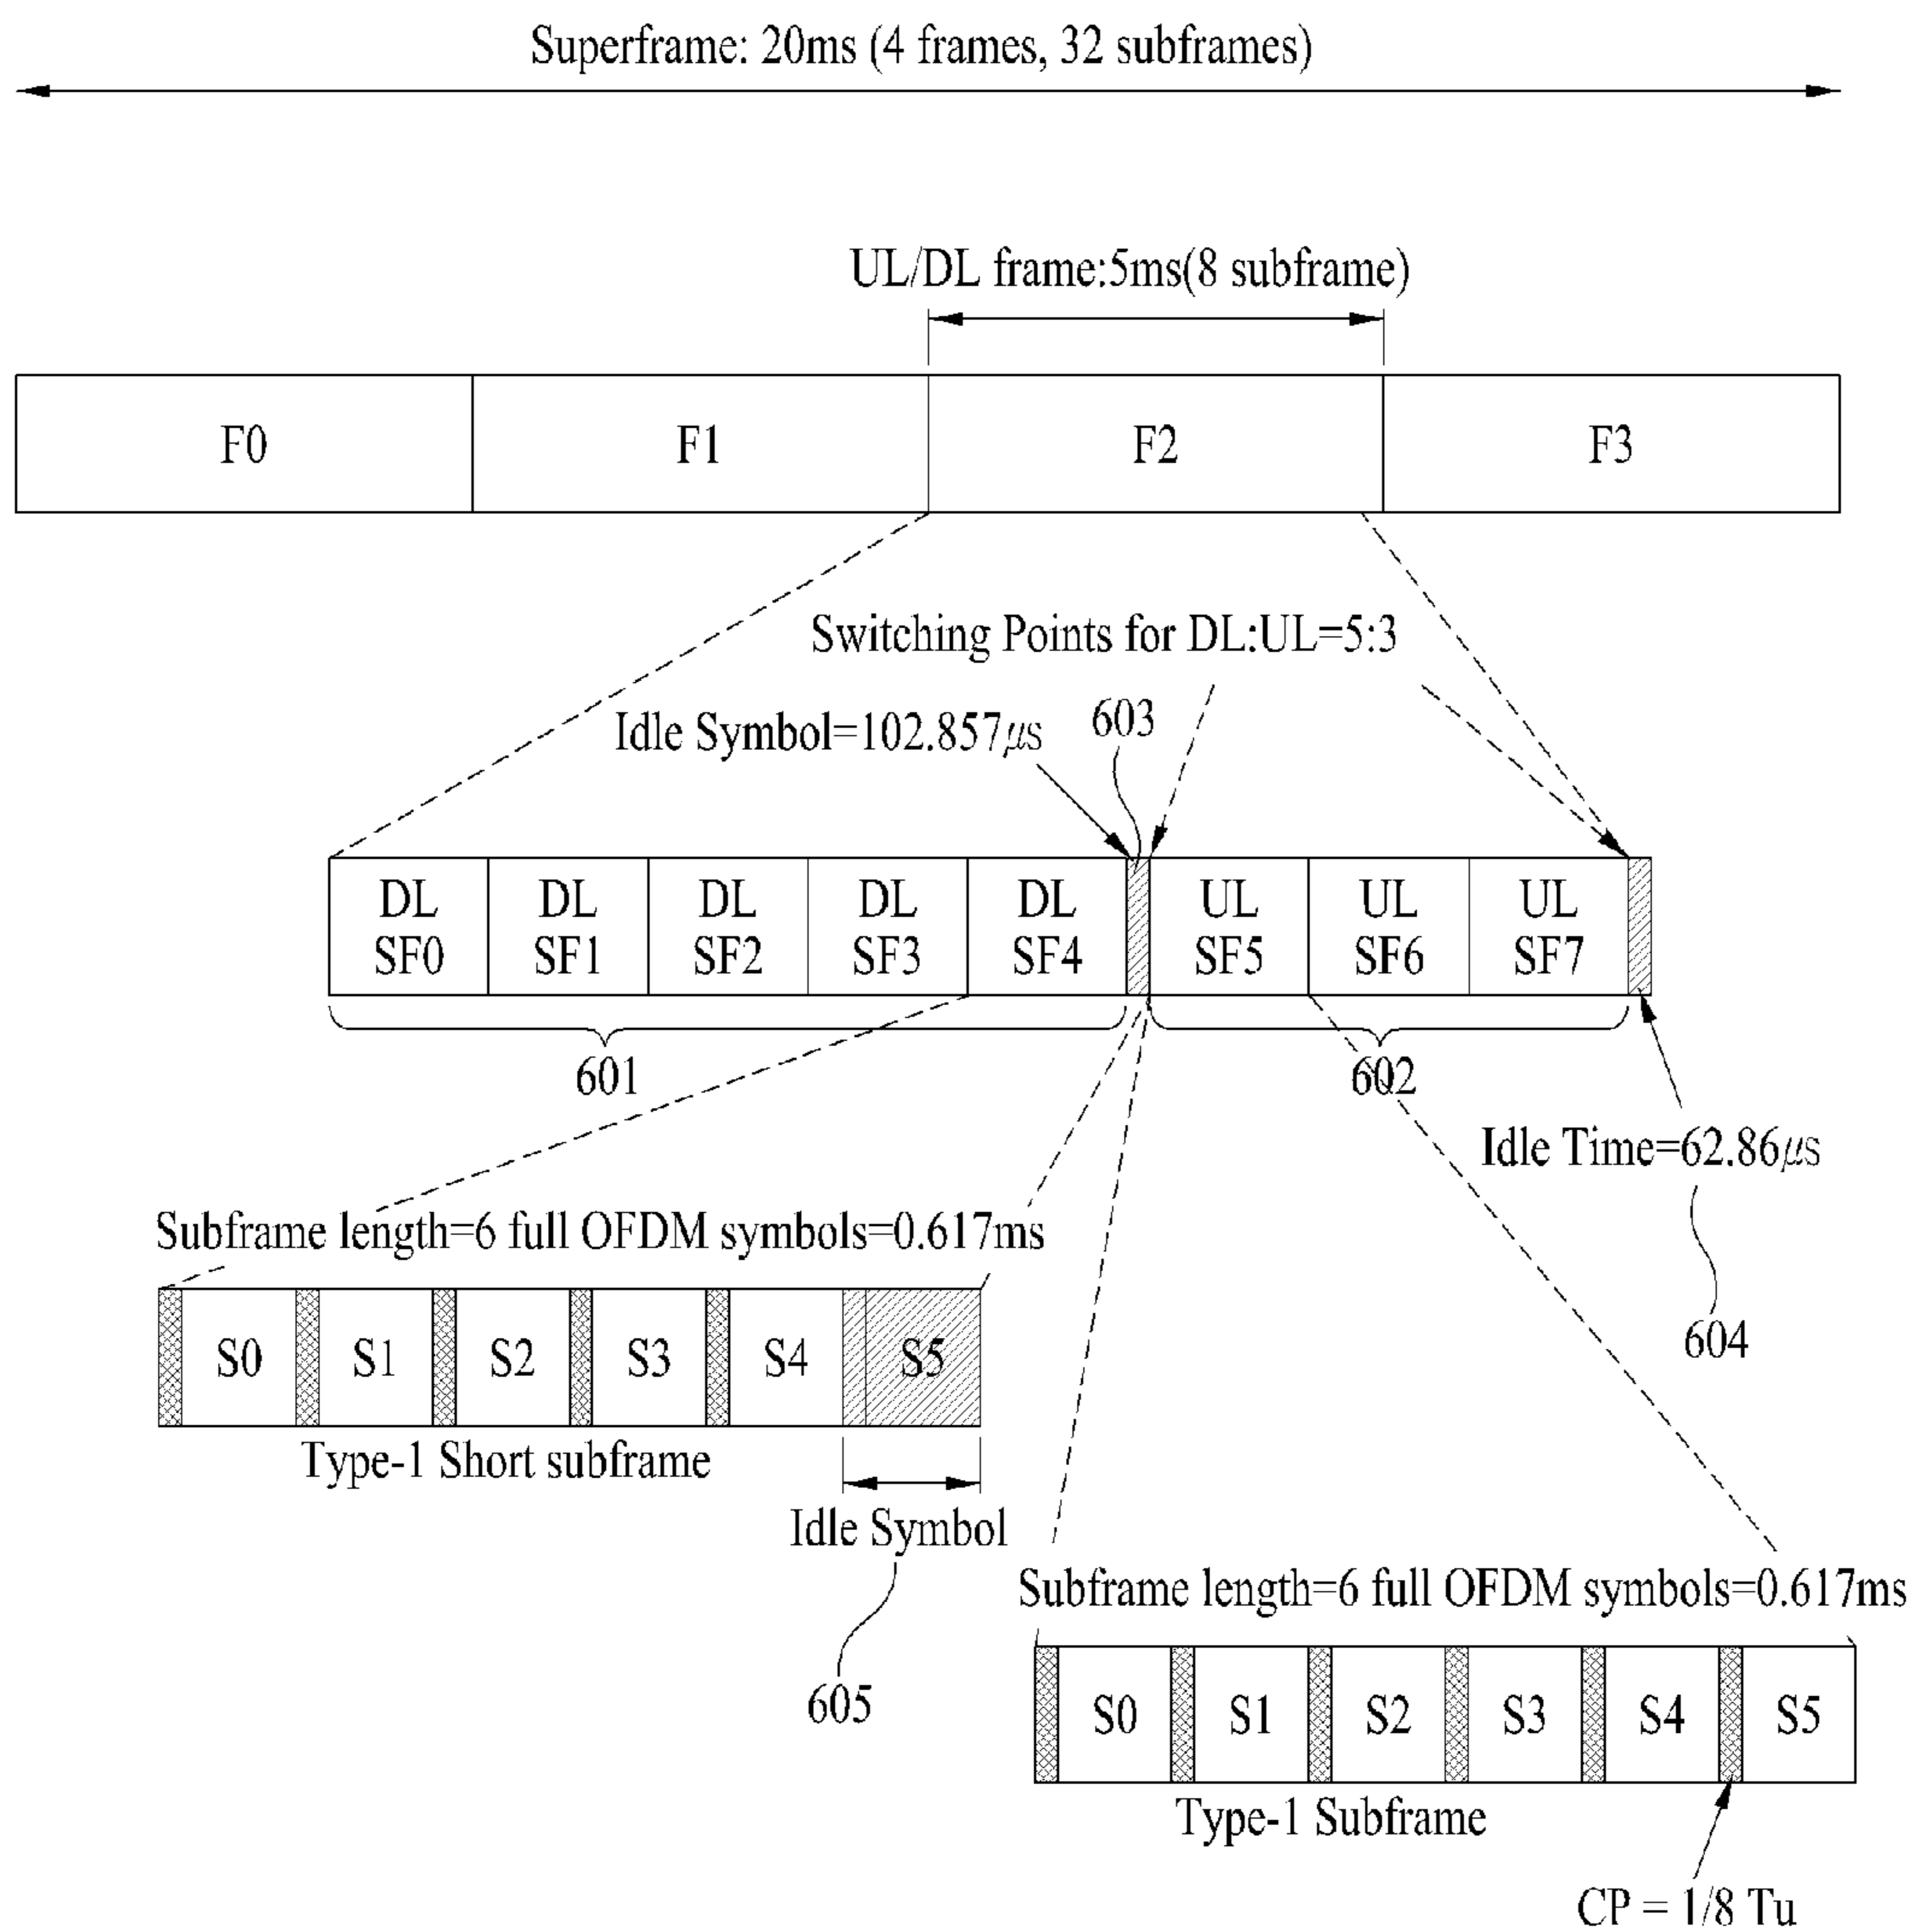 Superframe: 20ms (4 frames, 32 subframes)
UL/DL frame:5ms(8 subframe)
F0 F1 F2 F3
Switching Points for DL:UL=5:3
Idle Symbol=102.857μs 603
DL DL DL DL DL UL UL UL
SF0 SF1 SF2 SF3 SF4 SF5 SF6 SF7
601 602
Idle Time=62.86μs
604
Subframe length=6 full OFDM symbols=0.617ms
S0 S1 S2 S3 S4 S5
Type-1 Short subframe
Idle Symbol
605
Subframe length=6 full OFDM symbols=0.617ms
S0 S1 S2 S3 S4 S5
Type-1 Subframe
CP = 1/8 Tu